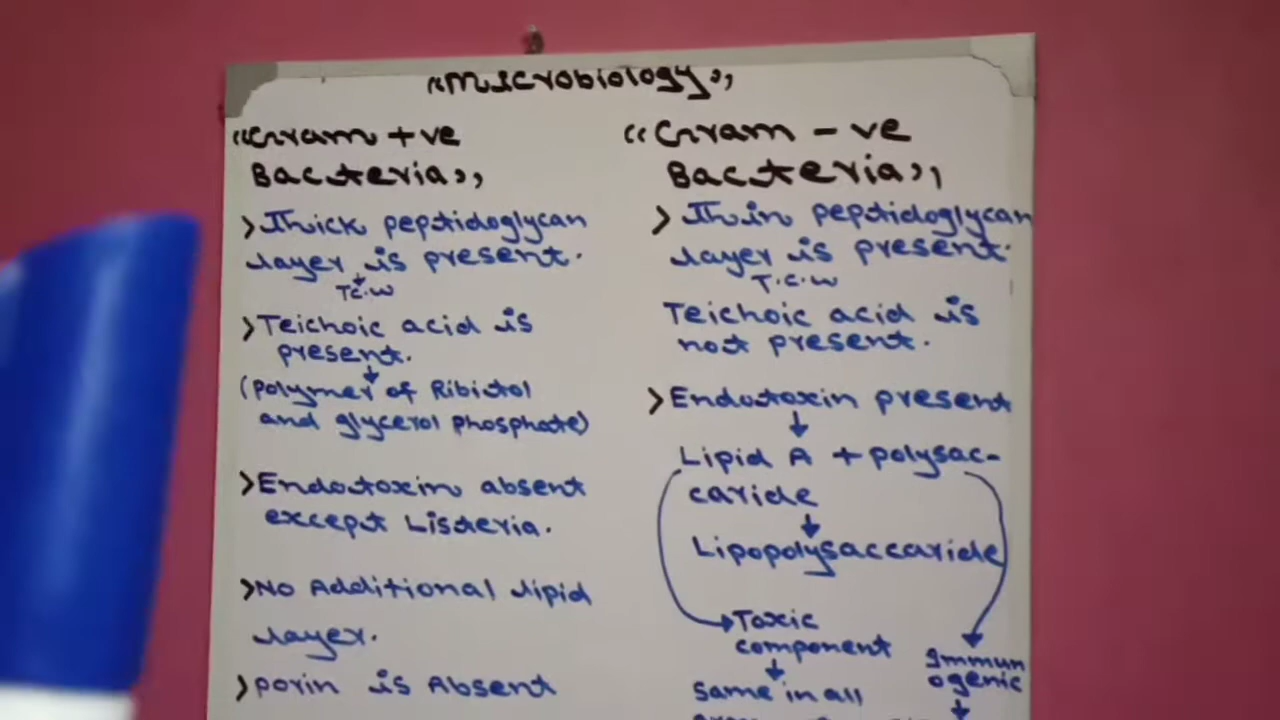 "Microbiology"
"Gram +ve
Bacteria"
> Thick peptidoglycan
layer is present.
T.C.W
> Teichoic acid is
present.
(Polymer of Ribitol
and glycerol phosphate)
> Endotoxin absent
except Listeria.
> No Additional lipid
layer.
> porin is Absent
"Gram -ve
Bacteria"
> Thin peptidoglycan
layer is present.
T.C.W
Teichoic acid is
not present.
> Endotoxin present
Lipid A + polysac-
caride
Lipopolysaccaride
Toxic
component
same in all
Immun
ogenic